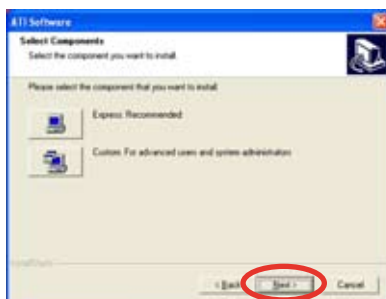 ATI Software
Select Components
Select the component you want to install.
Please select the component that you want to install
Express: Recommended
Custom: For advanced users and system administrators
< Back
Next >
Cancel